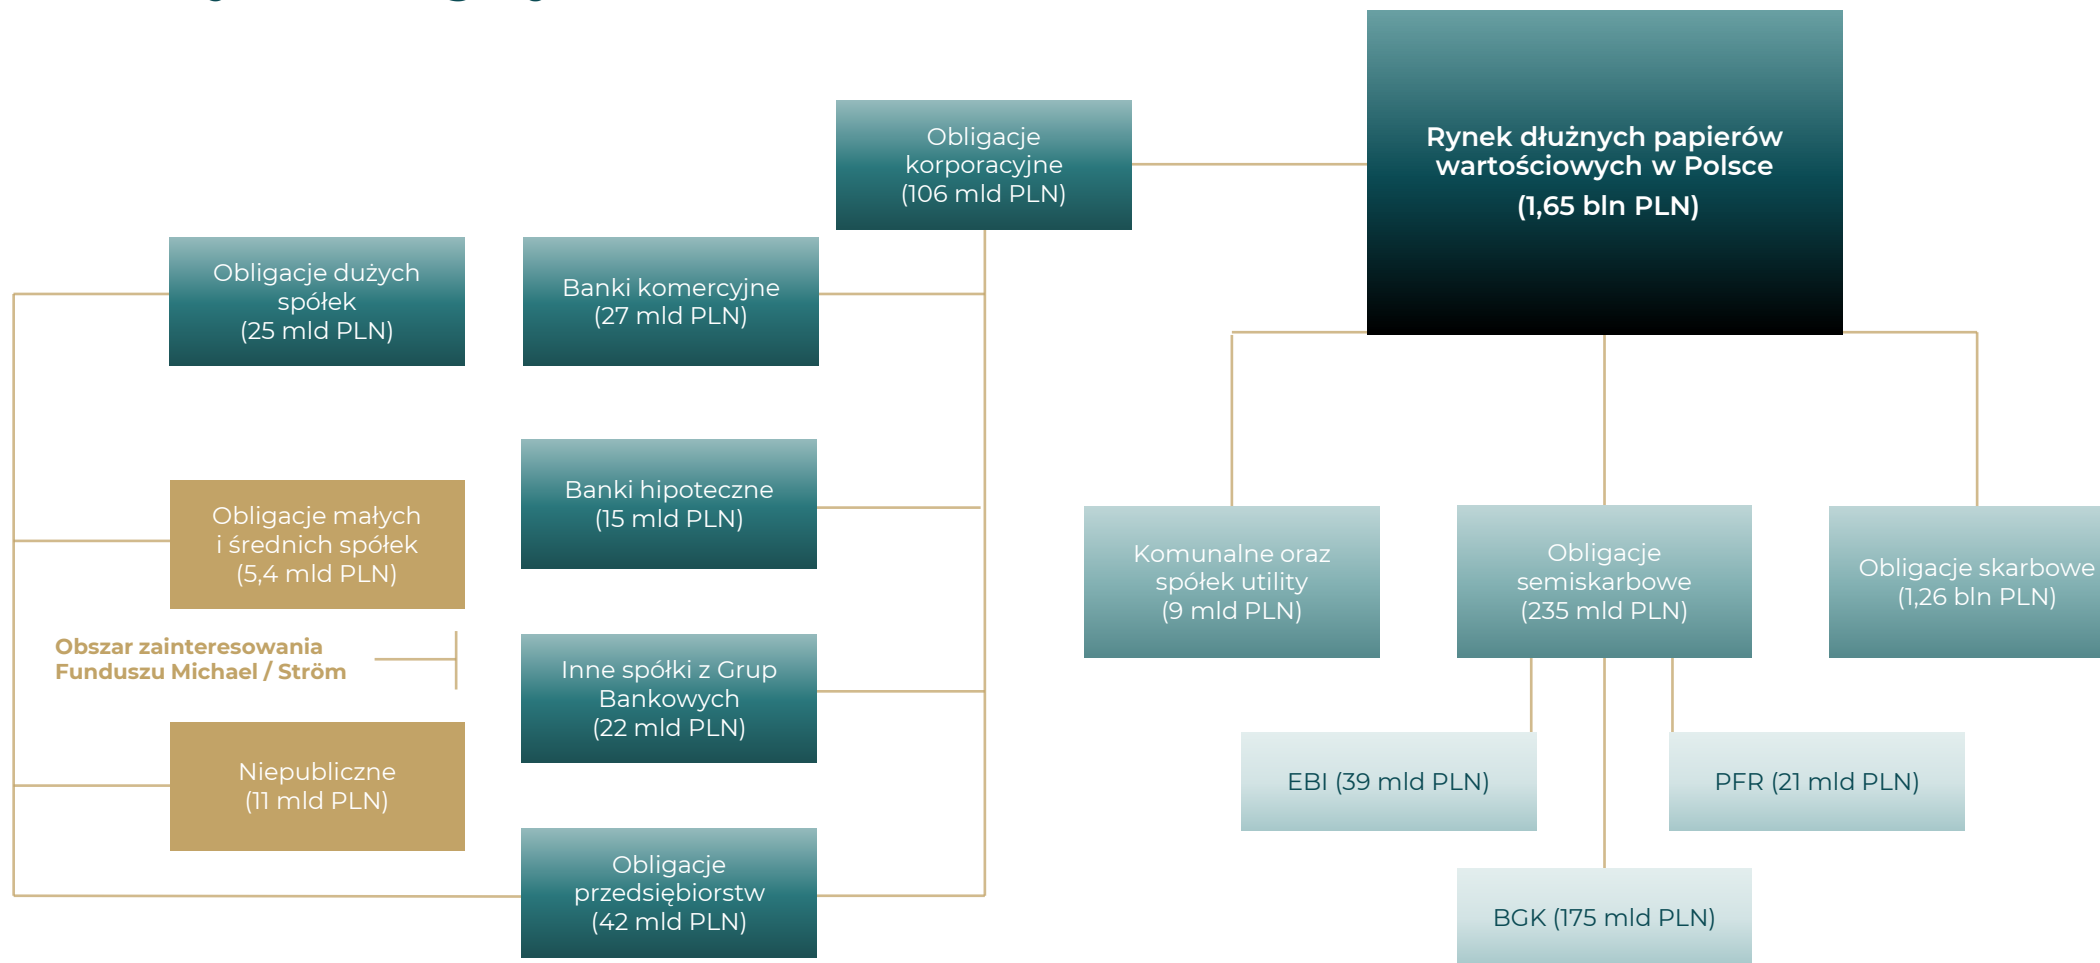 Rynek dłużnych papierów
wartościowych w Polsce
(1,65 bln PLN)
Obligacje
korporacyjne
(106 mld PLN)
Obligacje dużych
spółek
(25 mld PLN)
Banki komercyjne
(27 mld PLN)
Banki hipoteczne
(15 mld PLN)
Obligacje małych
i średnich spółek
(5,4 mld PLN)
Obszar zainteresowania
Funduszu Michael / Ström
Inne spółki z Grup
Bankowych
(22 mld PLN)
Niepubliczne
(11 mld PLN)
Obligacje
przedsiębiorstw
(42 mld PLN)
Komunalne oraz
spółek utility
(9 mld PLN)
Obligacje
semiskarbowe
(235 mld PLN)
Obligacje skarbowe
(1,26 bln PLN)
EBI (39 mld PLN)
PFR (21 mld PLN)
BGK (175 mld PLN)